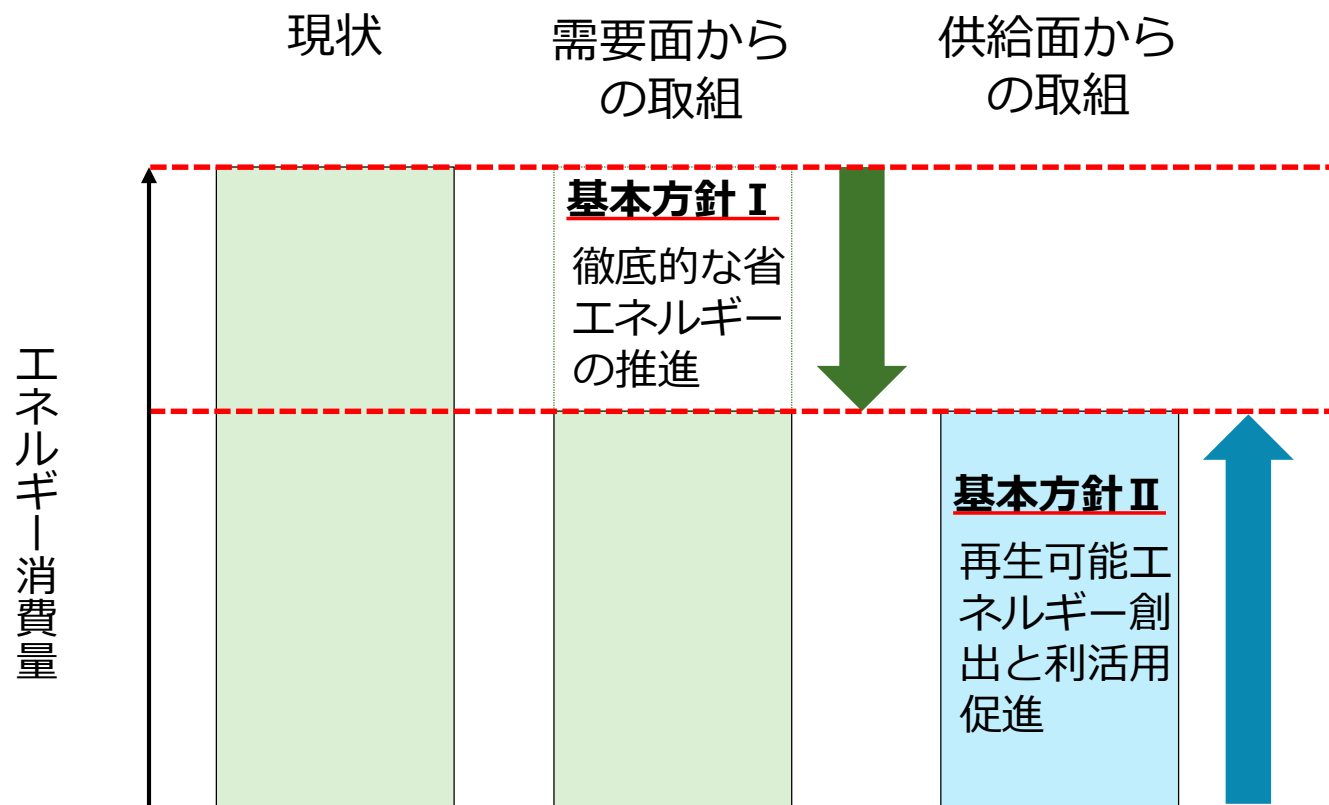 現状
需要面から
の取組
供給面から
の取組
エネルギー消費量
基本方針Ⅰ
徹底的な省
エネルギー
の推進
基本方針Ⅱ
再生可能エ
ネルギー創
出と利活用
促進